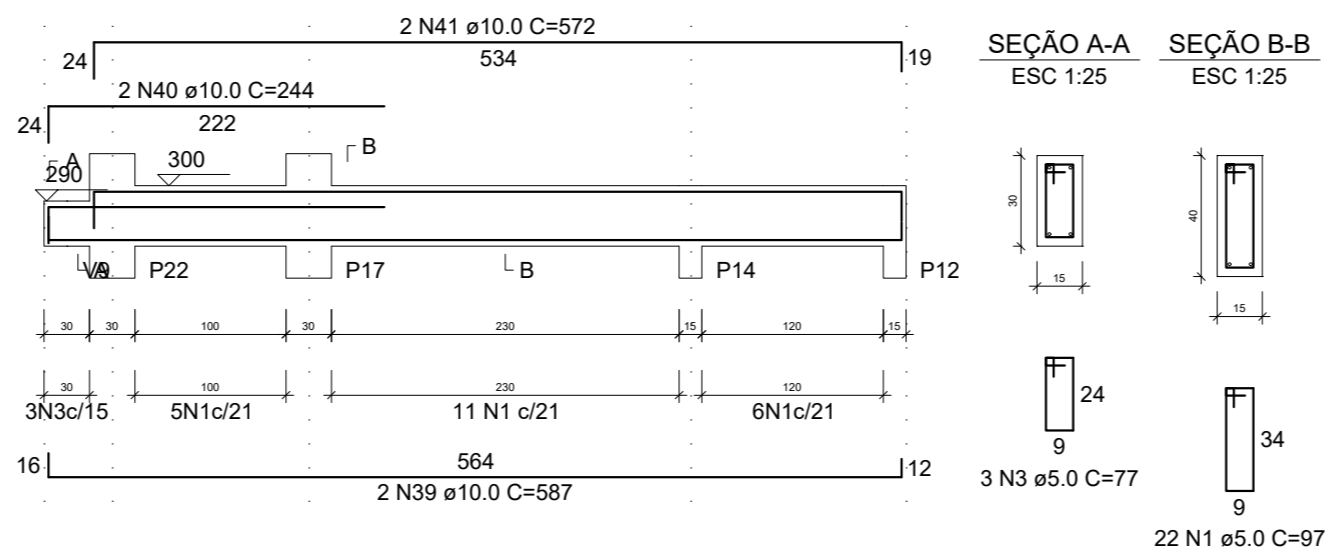 2 N41 ø10.0 C=572
24 534 19
2 N40 ø10.0 C=244
24 222
A 300 B
290
VA9 P22 P17 B P14 P12
30 30 100 30 230 15 120 15
30 100 230 120
3N3c/15 5N1c/21 11 N1 c/21 6N1c/21
16 564 12
2 N39 ø10.0 C=587
SEÇÃO A-A
ESC 1:25
30
15
24
9
3 N3 ø5.0 C=77
SEÇÃO B-B
ESC 1:25
40
15
34
9
22 N1 ø5.0 C=97